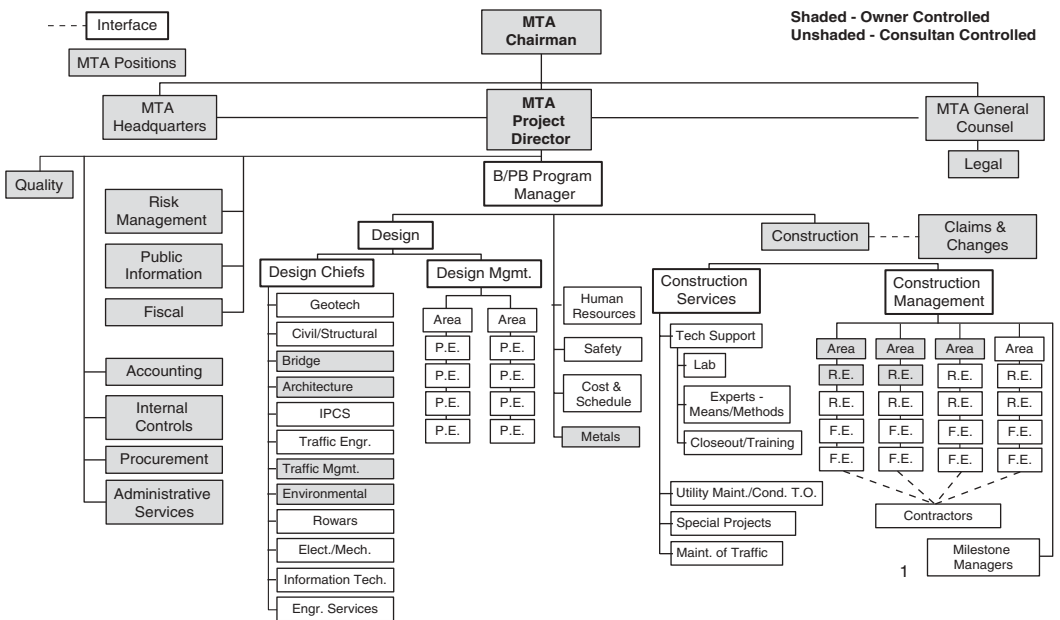 Interface
MTA Positions
MTA
Chairman
Shaded - Owner Controlled
Unshaded - Consultan Controlled
MTA
Headquarters
MTA
Project
Director
MTA General
Counsel
Legal
Quality
B/PB Program
Manager
Risk
Management
Public
Information
Fiscal
Accounting
Internal
Controls
Procurement
Administrative
Services
Design
Design Chiefs
Geotech
Civil/Structural
Bridge
Architecture
IPCS
Traffic Engr.
Traffic Mgmt.
Environmental
Rowars
Elect./Mech.
Information Tech.
Engr. Services
Design Mgmt.
Area
Area
P.E.
P.E.
P.E.
P.E.
P.E.
P.E.
P.E.
P.E.
Human
Resources
Safety
Cost &
Schedule
Metals
Construction
Claims &
Changes
Construction
Services
Tech Support
Lab
Experts -
Means/Methods
Closeout/Training
Utility Maint./Cond. T.O.
Special Projects
Maint. of Traffic
Construction
Management
Area
Area
Area
Area
R.E.
R.E.
R.E.
R.E.
R.E.
R.E.
R.E.
R.E.
F.E.
F.E.
F.E.
F.E.
F.E.
F.E.
F.E.
F.E.
Contractors
Milestone
Managers
1